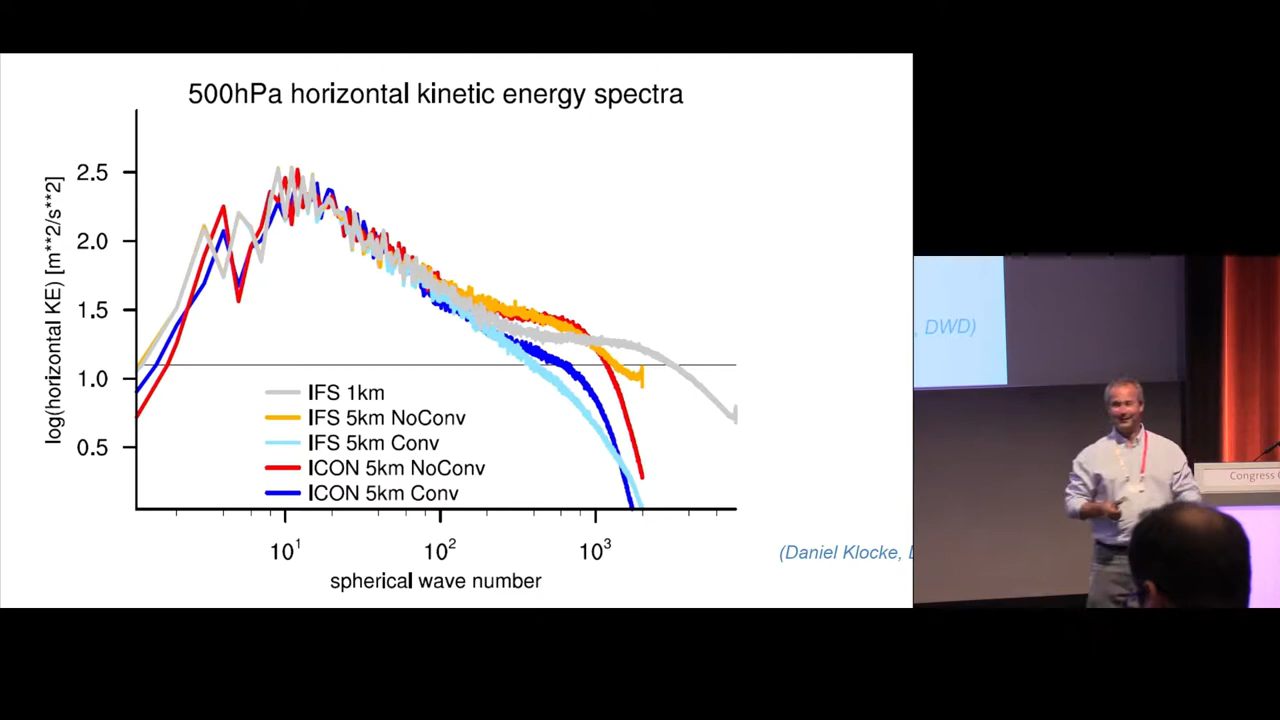 500hPa horizontal kinetic energy spectra
log(horizontal KE) [m**2/s**2]
2.5
2.0
1.5
1.0
0.5
IFS 1km
IFS 5km NoConv
IFS 5km Conv
ICON 5km NoConv
ICON 5km Conv
10¹
10²
10³
spherical wave number
(Daniel Klocke,
, DWD)
Congress